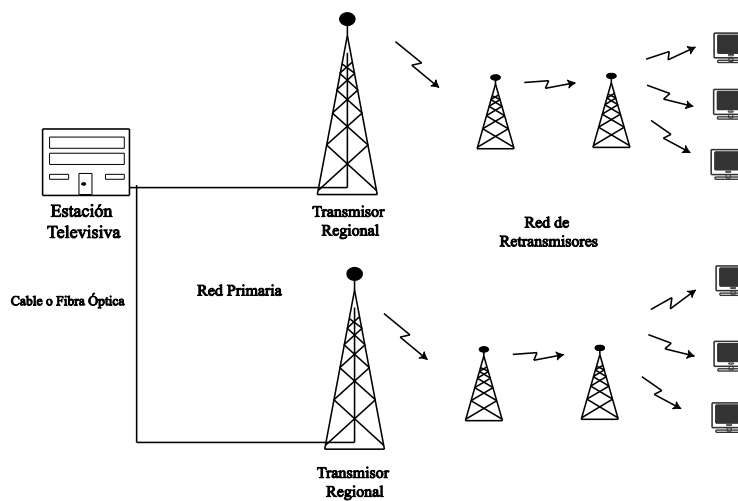 Estación
Televisiva
Transmisor
Regional
Red de
Retransmisores
Cable o Fibra Óptica
Red Primaria
Transmisor
Regional